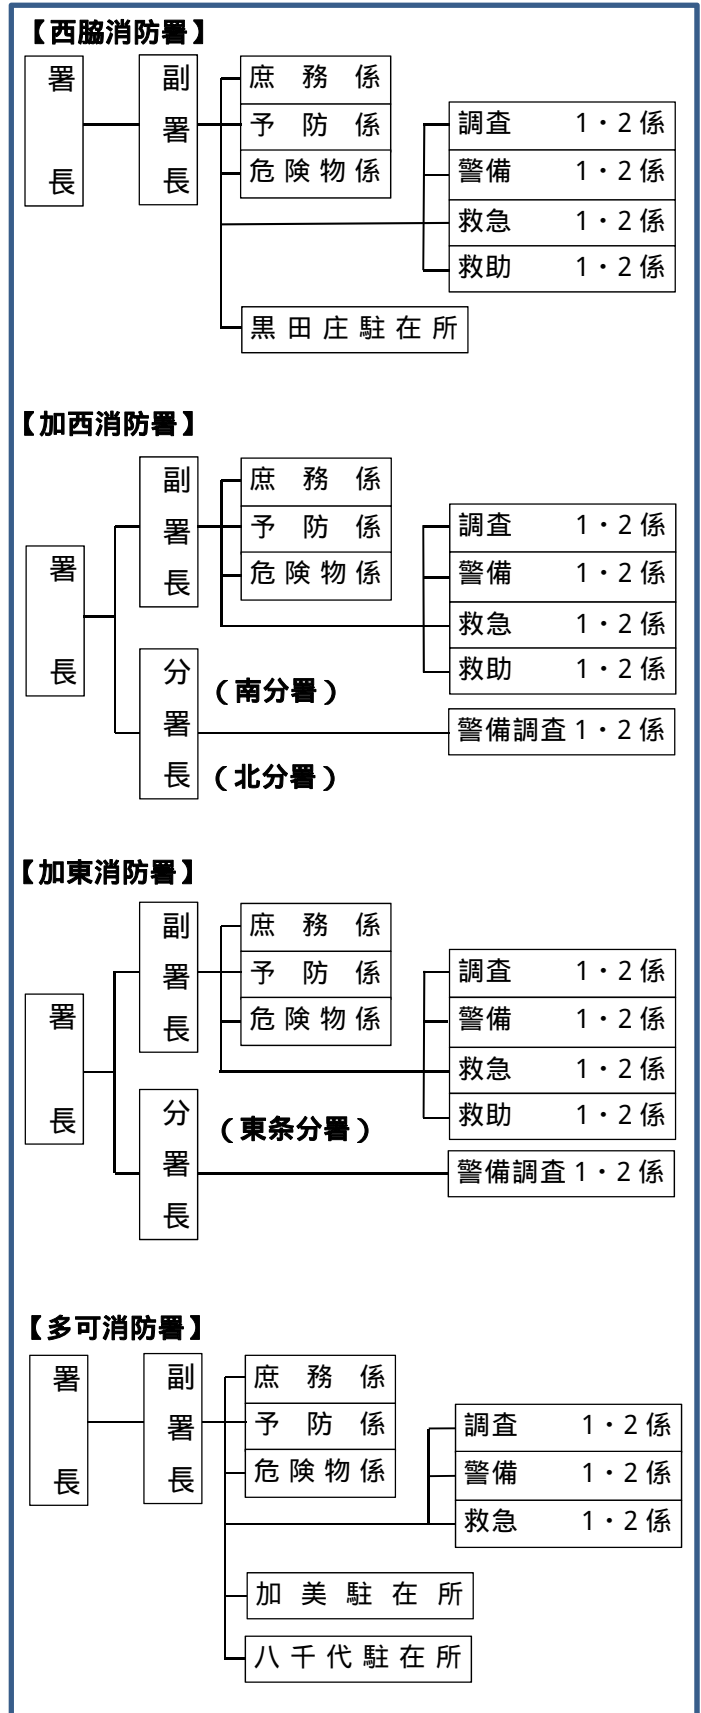 【西脇消防署】
署長
副署長
庶務係
予防係
危険物係
調査 1・2係
警備 1・2係
救急 1・2係
救助 1・2係
黒田庄駐在所
【加西消防署】
署長
副署長
庶務係
予防係
危険物係
調査 1・2係
警備 1・2係
救急 1・2係
救助 1・2係
分署長
(南分署)
(北分署)
警備調査1・2係
【加東消防署】
署長
副署長
庶務係
予防係
危険物係
調査 1・2係
警備 1・2係
救急 1・2係
救助 1・2係
分署長
(東条分署)
警備調査1・2係
【多可消防署】
署長
副署長
庶務係
予防係
危険物係
調査 1・2係
警備 1・2係
救急 1・2係
加美駐在所
八千代駐在所